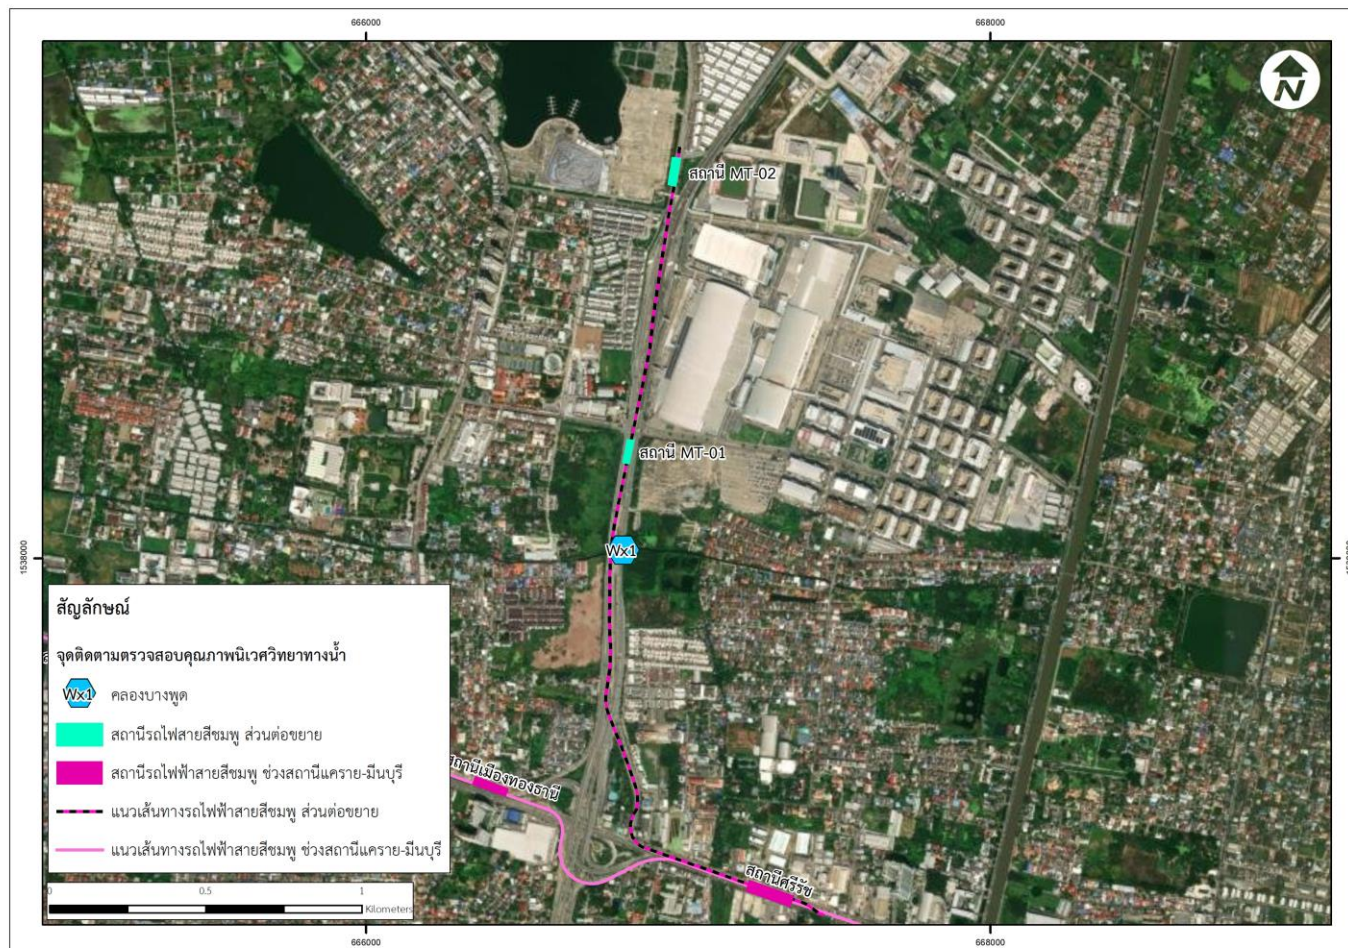 666000
668000
N
สถานี MT-02
สถานี MT-01
1538000
Wx1
สัญลักษณ์
จุดติดตามตรวจสอบคุณภาพนิเวศวิทยาทางน้ำ
Wx1 คลองบางพูด
สถานีรถไฟสายสีชมพู ส่วนต่อขยาย
สถานีรถไฟฟ้าสายสีชมพู ช่วงสถานีแคราย-มีนบุรี
แนวเส้นทางรถไฟฟ้าสายสีชมพู ส่วนต่อขยาย
แนวเส้นทางรถไฟฟ้าสายสีชมพู ช่วงสถานีแคราย-มีนบุรี
สถานีเมืองทองธานี
สถานีศรีรัช
0 0.5 1
Kilometers
666000
668000